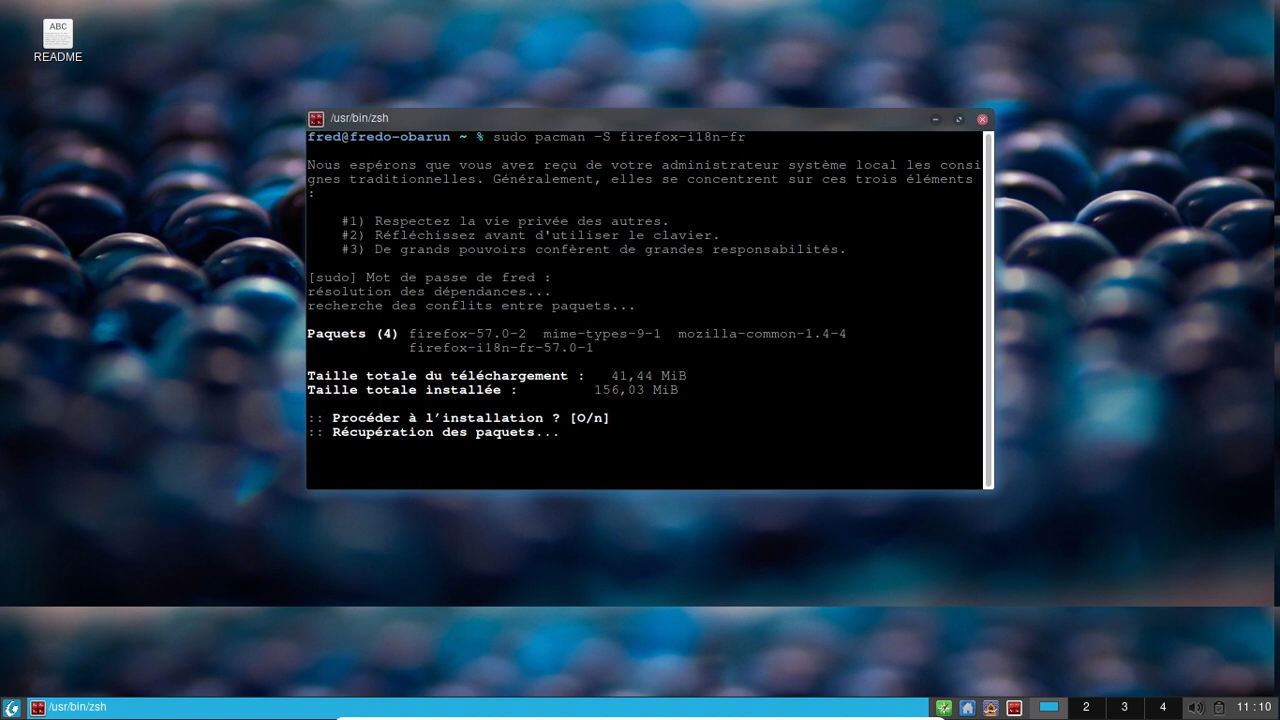 ABC
README
/usr/bin/zsh
fred@fredo-obarun ~ % sudo pacman -S firefox-i18n-fr
Nous espérons que vous avez reçu de votre administrateur système local les consi
gnes traditionnelles. Généralement, elles se concentrent sur ces trois éléments
:
#1) Respectez la vie privée des autres.
#2) Réfléchissez avant d'utiliser le clavier.
#3) De grands pouvoirs confèrent de grandes responsabilités.
[sudo] Mot de passe de fred :
résolution des dépendances...
recherche des conflits entre paquets...
Paquets (4) firefox-57.0-2  mime-types-9-1  mozilla-common-1.4-4
firefox-i18n-fr-57.0-1
Taille totale du téléchargement :   41,44 MiB
Taille totale installée :         156,03 MiB
:: Procéder à l’installation ? [O/n]
:: Récupération des paquets...
/usr/bin/zsh
2 3 4 11:10